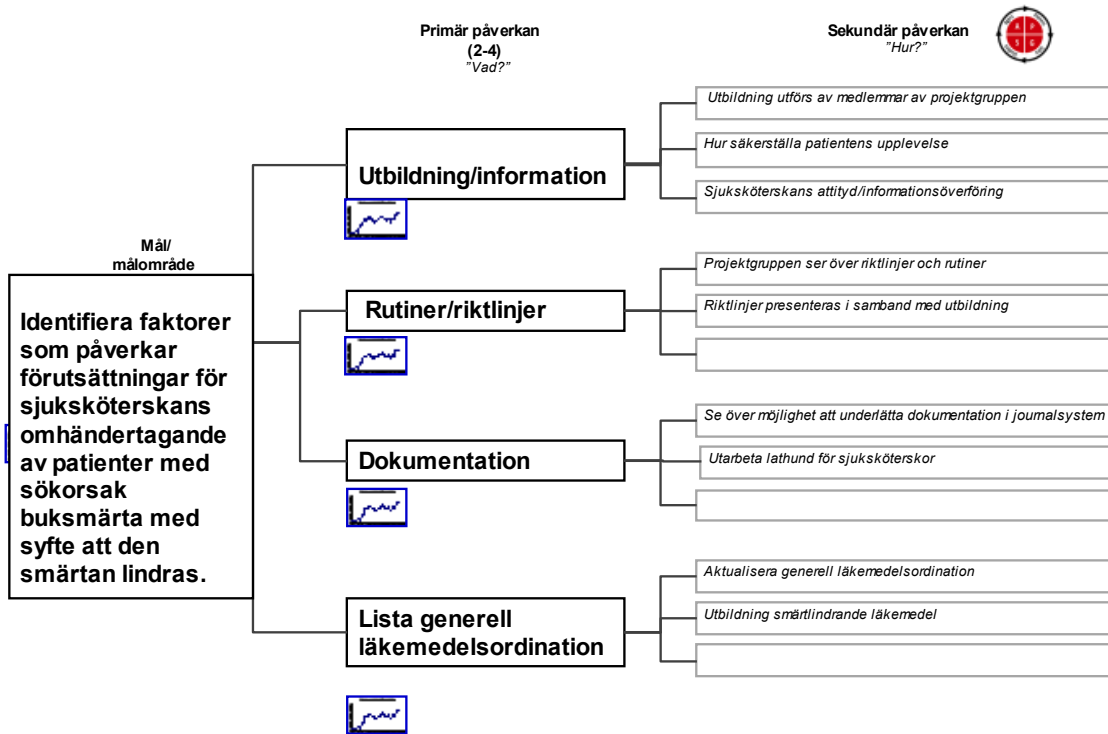 Primär påverkan
(2-4)
"Vad?"
Sekundär påverkan
"Hur?"
A P
S G
Mål/
målområde
Identifiera faktorer
som påverkar
förutsättningar för
sjuksköterskans
omhändertagande
av patienter med
sökorsak
buksmärta med
syfte att den
smärtan lindras.
Utbildning/information
Utbildning utförs av medlemmar av projektgruppen
Hur säkerställa patientens upplevelse
Sjuksköterskans attityd/informationsöverföring
Rutiner/riktlinjer
Projektgruppen ser över riktlinjer och rutiner
Riktlinjer presenteras i samband med utbildning
Dokumentation
Se över möjlighet att underlätta dokumentation i journalsystem
Utarbeta lathund för sjuksköterskor
Lista generell
läkemedelsordination
Aktualisera generell läkemedelsordination
Utbildning smärtlindrande läkemedel